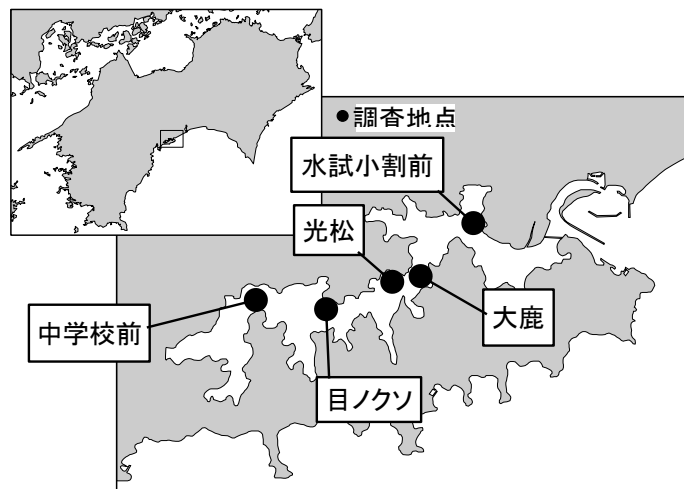 ●調査地点
水試小割前
光松
大鹿
中学校前
目ノクソ